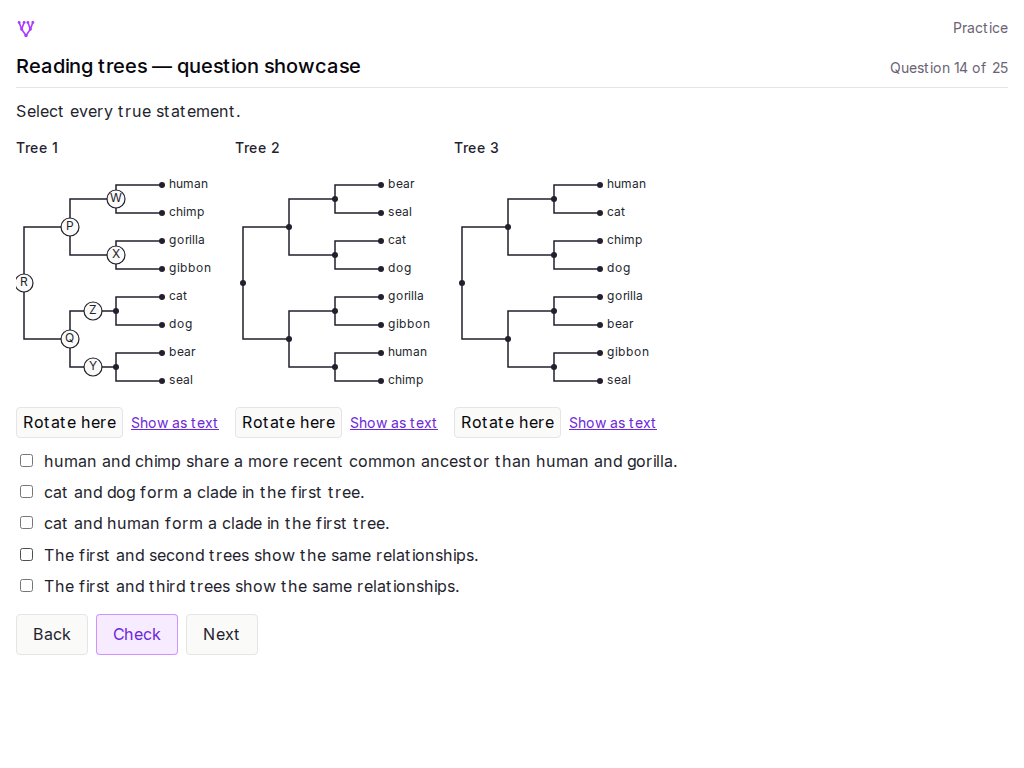 Practice
Reading trees — question showcase
Question 14 of 25
Select every true statement.
Tree 1
human
chimp
gorilla
gibbon
cat
dog
bear
seal
W
P
X
R
Z
Q
Y
Tree 2
bear
seal
cat
dog
gorilla
gibbon
human
chimp
Tree 3
human
cat
chimp
dog
gorilla
bear
gibbon
seal
Rotate here Show as text
Rotate here Show as text
Rotate here Show as text
human and chimp share a more recent common ancestor than human and gorilla.
cat and dog form a clade in the first tree.
cat and human form a clade in the first tree.
The first and second trees show the same relationships.
The first and third trees show the same relationships.
Back Check Next